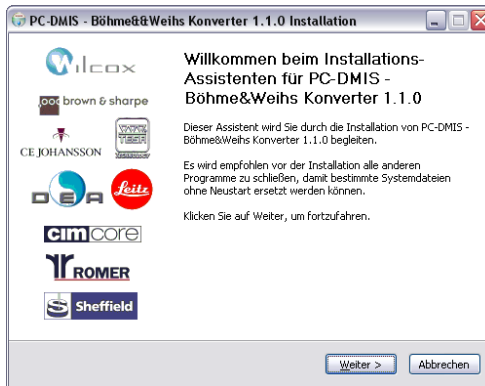 PC-DMIS - Böhme&&Weihs Konverter 1.1.0 Installation
Wilcox
brown & sharpe
CE JOHANSSON
DEA
Leitz
cimcore
ROMER
Sheffield
Willkommen beim Installations-
Assistenten für PC-DMIS -
Böhme&Weihs Konverter 1.1.0
Dieser Assistent wird Sie durch die Installation von PC-DMIS -
Böhme&Weihs Konverter 1.1.0 begleiten.
Es wird empfohlen vor der Installation alle anderen
Programme zu schließen, damit bestimmte Systemdateien
ohne Neustart ersetzt werden können.
Klicken Sie auf Weiter, um fortzufahren.
Weiter >
Abbrechen